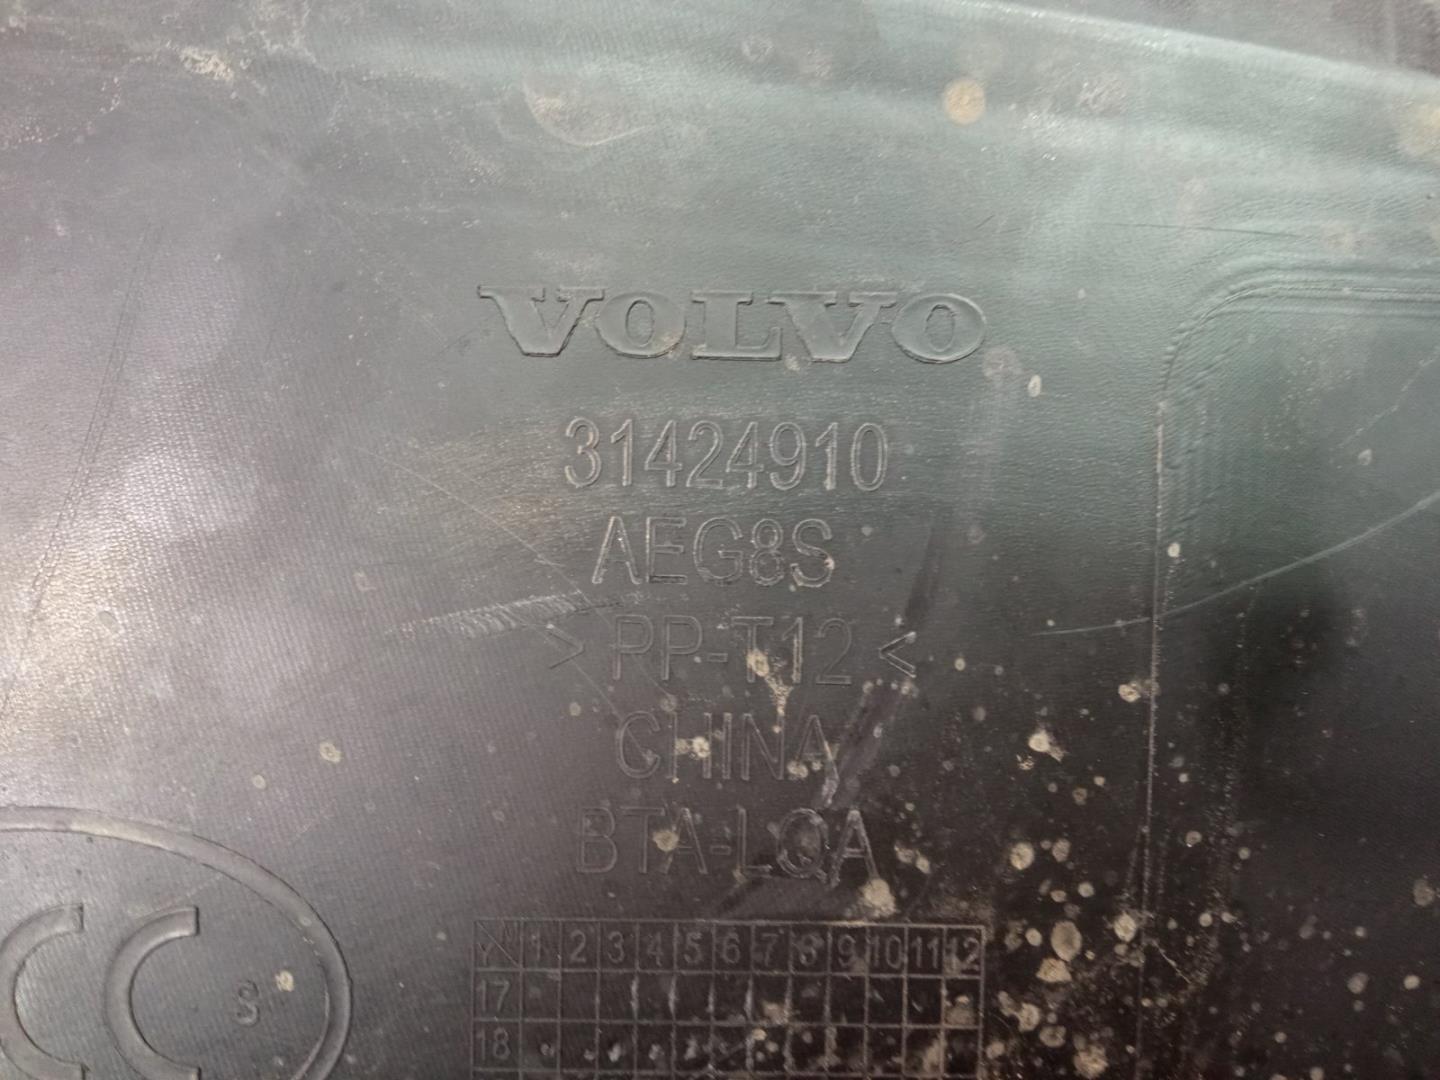 VOLVO
31424910
AEG8S
> PP-T12 <
CHINA
BTA-LQA
1 2 3 4 5 6 7 8 9 10 11 12
17
18
CC S